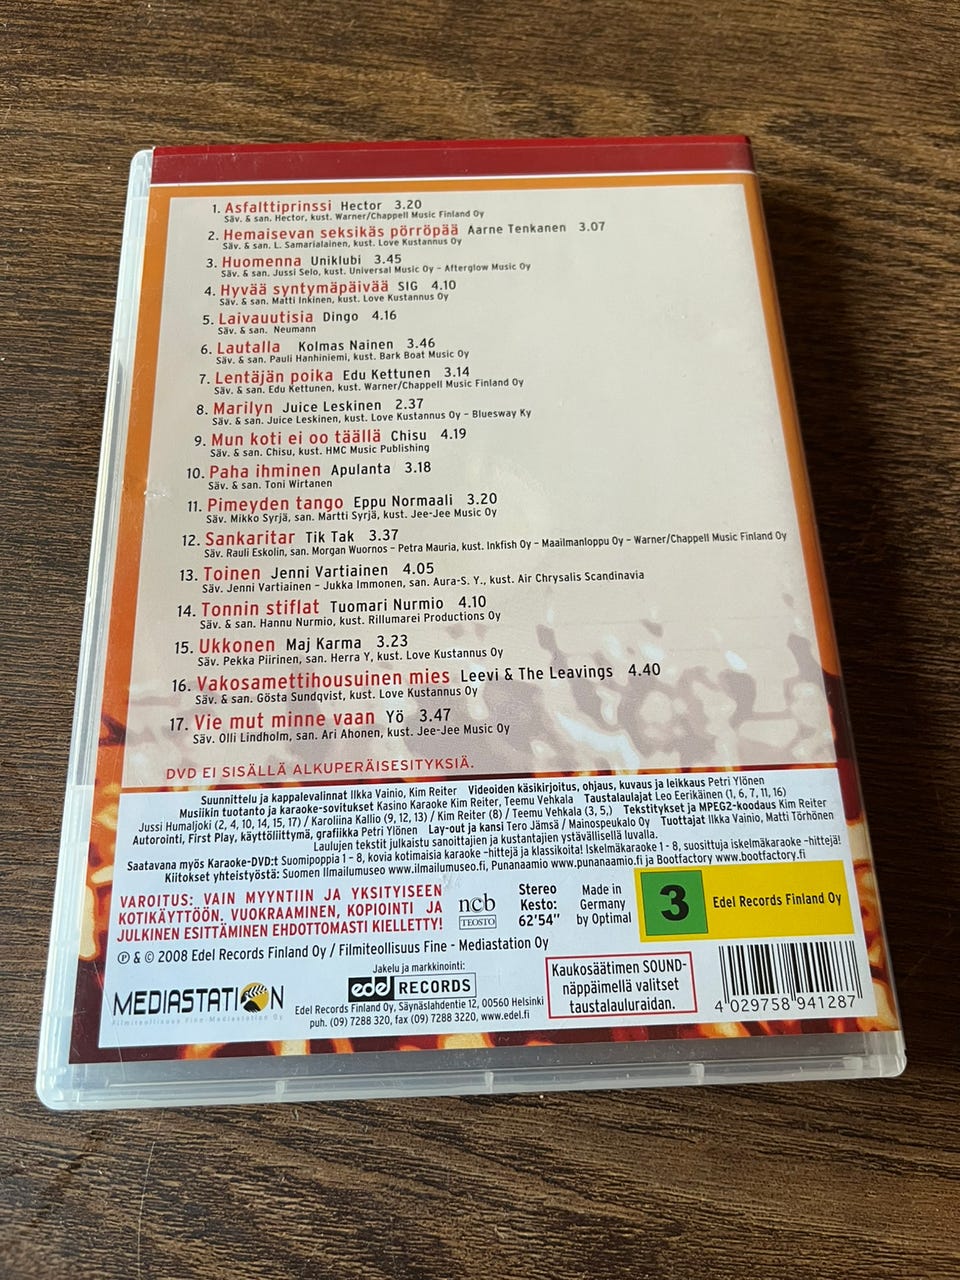 1. Asfalttiprinssi Hector 3.20
Säv. & san. Hector, kust. Warner/Chappell Music Finland Oy
2. Hemaisevan seksikäs pörröpää Aarne Tenkanen 3.07
Säv. & san. L. Samarialainen, kust. Love Kustannus Oy
3. Huomenna Uniklubi 3.45
Säv. & san. Jussi Selo, kust. Universal Music Oy – Afterglow Music Oy
4. Hyvää syntymäpäivää SIG 4.10
Säv. & san. Matti Inkinen, kust. Love Kustannus Oy
5. Laivauutisia Dingo 4.16
Säv. & san. Neumann
6. Lautalla Kolmas Nainen 3.46
Säv. & san. Pauli Hanhiniemi, kust. Bark Boat Music Oy
7. Lentäjän poika Edu Kettunen 3.14
Säv. & san. Edu Kettunen, kust. Warner/Chappell Music Finland Oy
8. Marilyn Juice Leskinen 2.37
Säv. & san. Juice Leskinen, kust. Love Kustannus Oy – Bluesway Ky
9. Mun koti ei oo täällä Chisu 4.19
Säv. & san. Chisu, kust. HMC Music Publishing
10. Paha ihminen Apulanta 3.18
Säv. & san. Toni Wirtanen
11. Pimeyden tango Eppu Normaali 3.20
Säv. Mikko Syrjä, san. Martti Syrjä, kust. Jee-Jee Music Oy
12. Sankaritar Tik Tak 3.37
Säv. Rauli Eskolin, san. Morgan Wuornos – Petra Mauria, kust. Inkfish Oy – Maailmanloppu Oy – Warner/Chappell Music Finland Oy
13. Toinen Jenni Vartiainen 4.05
Säv. Jenni Vartiainen – Jukka Immonen, san. Aura-S. Y., kust. Air Chrysalis Scandinavia
14. Tonnin stiflat Tuomari Nurmio 4.10
Säv. & san. Hannu Nurmio, kust. Rillumarei Productions Oy
15. Ukkonen Maj Karma 3.23
Säv. Pekka Piirinen, san. Herra Y, kust. Love Kustannus Oy
16. Vakosamettihousuinen mies Leevi & The Leavings 4.40
Säv. & san. Gösta Sundqvist, kust. Love Kustannus Oy
17. Vie mut minne vaan Yö 3.47
Säv. Olli Lindholm, san. Ari Ahonen, kust. Jee-Jee Music Oy
DVD EI SISÄLLÄ ALKUPERÄISESITYKSIÄ.
Suunnittelu ja kappalevalinnat Ilkka Vainio, Kim Reiter Videoiden käsikirjoitus, ohjaus, kuvaus ja leikkaus Petri Ylönen
Musiikin tuotanto ja karaoke-sovitukset Kasino Karaoke Kim Reiter, Teemu Vehkala Taustalaulajat Leo Eerikäinen (1, 6, 7, 11, 16)
Jussi Humaljoki (2, 4, 10, 14, 15, 17) / Karoliina Kallio (9, 12, 13) / Kim Reiter (8) / Teemu Vehkala (3, 5,) Tekstitykset ja MPEG2-koodaus Kim Reiter
Autorointi, First Play, käyttöliittymä, grafiikka Petri Ylönen Lay-out ja kansi Tero Jämsä / Mainospeukalo Oy Tuottajat Ilkka Vainio, Matti Törhönen
Laulujen tekstit julkaistu sanoittajien ja kustantajien ystävällisellä luvalla.
Saatavana myös Karaoke-DVD:t Suomipoppia 1 - 8, kovia kotimaisia karaoke -hittejä ja klassikoita! Iskelmäkaraoke 1 - 8, suosittuja iskelmäkaraoke -hittejä!
Kiitokset yhteistyöstä: Suomen Ilmailumuseo www.ilmailumuseo.fi, Punanaamio www.punanaamio.fi ja Bootfactory www.bootfactory.fi
VAROITUS: VAIN MYYNTIIN JA YKSITYISEEN
KOTIKÄYTTÖÖN. VUOKRAAMINEN, KOPIOINTI JA
JULKINEN ESITTÄMINEN EHDOTTOMASTI KIELLETTY!
ncb
TEOSTO
Stereo
Kesto:
62'54"
Made in
Germany
by Optimal
3
Edel Records Finland Oy
℗ & © 2008 Edel Records Finland Oy / Filmiteollisuus Fine - Mediastation Oy
MEDIASTATION
Filmiteollisuus Fine-Mediastation Oy
Jakelu ja markkinointi:
edel RECORDS
Edel Records Finland Oy, Säynäslahdentie 12, 00560 Helsinki
puh. (09) 7288 320, fax (09) 7288 3220, www.edel.fi
Kaukosäätimen SOUND-
näppäimellä valitset
taustalauluraidan.
4 029758 941287